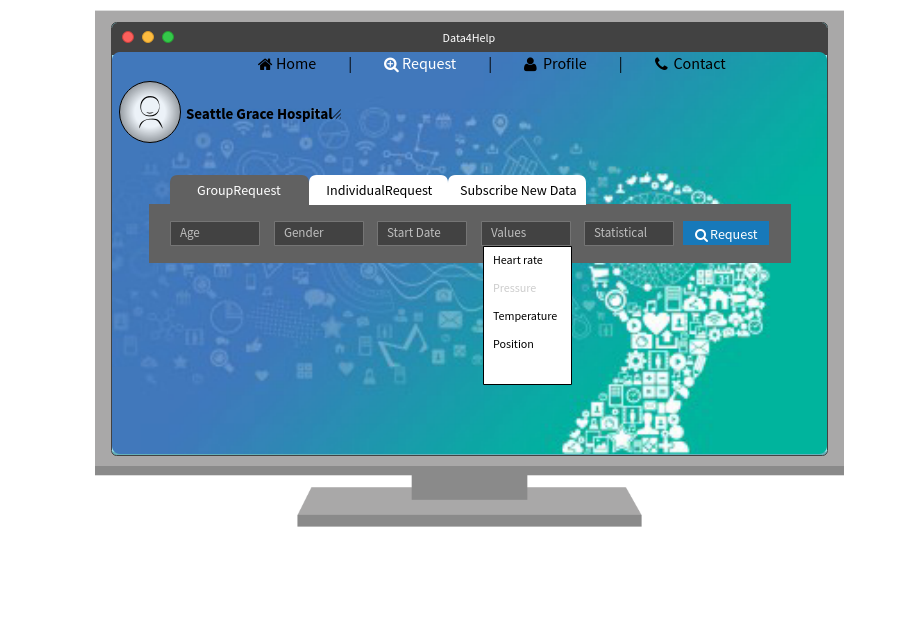 Data4Help
Home | Request | Profile | Contact
Seattle Grace Hospital
GroupRequest IndividualRequest Subscribe New Data
Age Gender Start Date Values Statistical Request
Heart rate
Pressure
Temperature
Position